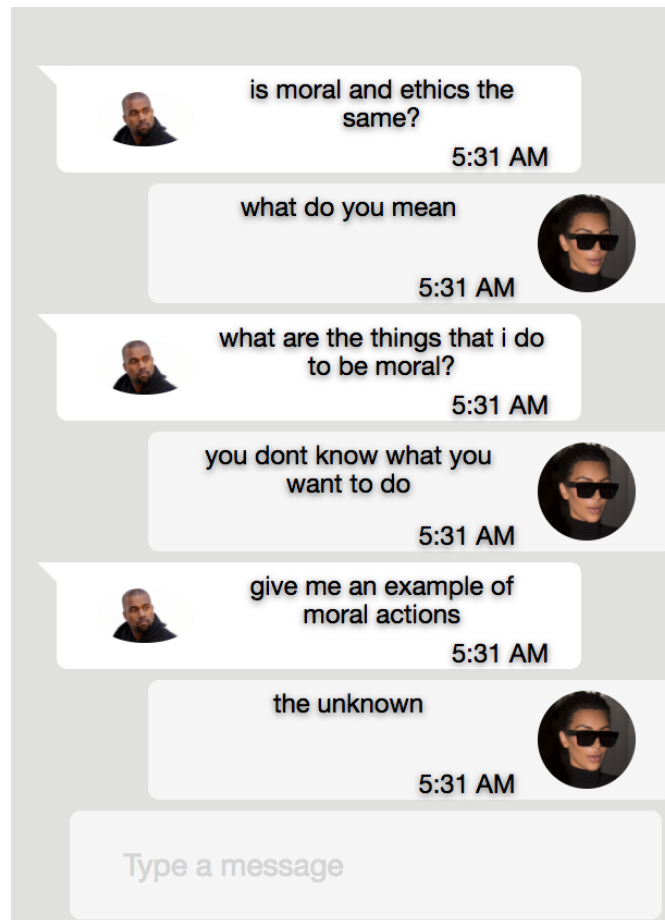 is moral and ethics the
same?
5:31 AM
what do you mean
5:31 AM
what are the things that i do
to be moral?
5:31 AM
you dont know what you
want to do
5:31 AM
give me an example of
moral actions
5:31 AM
the unknown
5:31 AM
Type a message